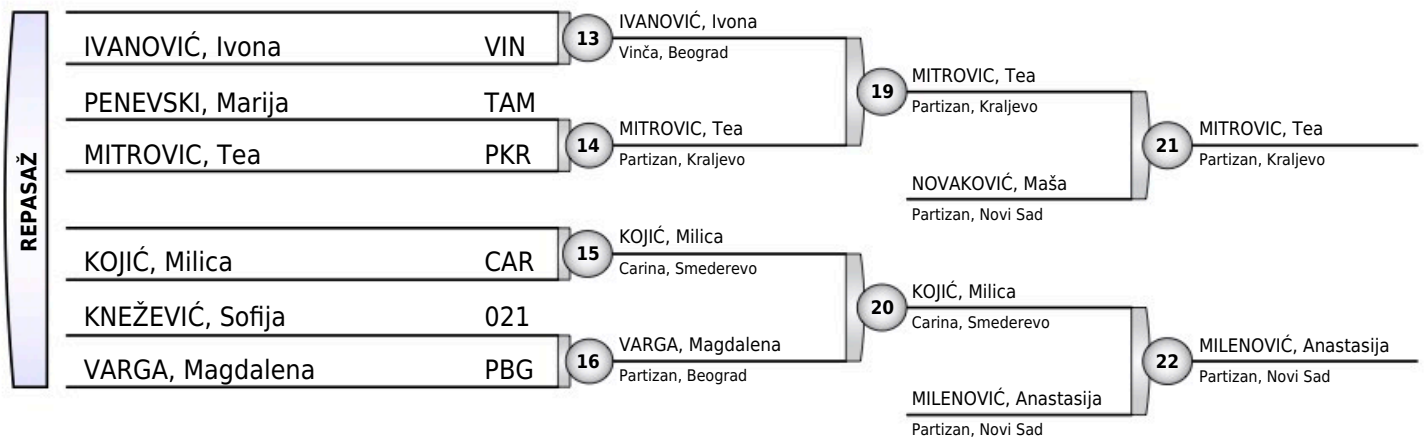 REPASAŽ
IVANOVIĆ, Ivona VIN
PENEVSKI, Marija TAM
MITROVIC, Tea PKR
KOJIĆ, Milica CAR
KNEŽEVIĆ, Sofija 021
VARGA, Magdalena PBG
13
IVANOVIĆ, Ivona
Vinča, Beograd
14
MITROVIC, Tea
Partizan, Kraljevo
15
KOJIĆ, Milica
Carina, Smederevo
16
VARGA, Magdalena
Partizan, Beograd
19
MITROVIC, Tea
Partizan, Kraljevo
NOVAKOVIĆ, Maša
Partizan, Novi Sad
20
KOJIĆ, Milica
Carina, Smederevo
MILENOVIĆ, Anastasija
Partizan, Novi Sad
21
MITROVIC, Tea
Partizan, Kraljevo
22
MILENOVIĆ, Anastasija
Partizan, Novi Sad